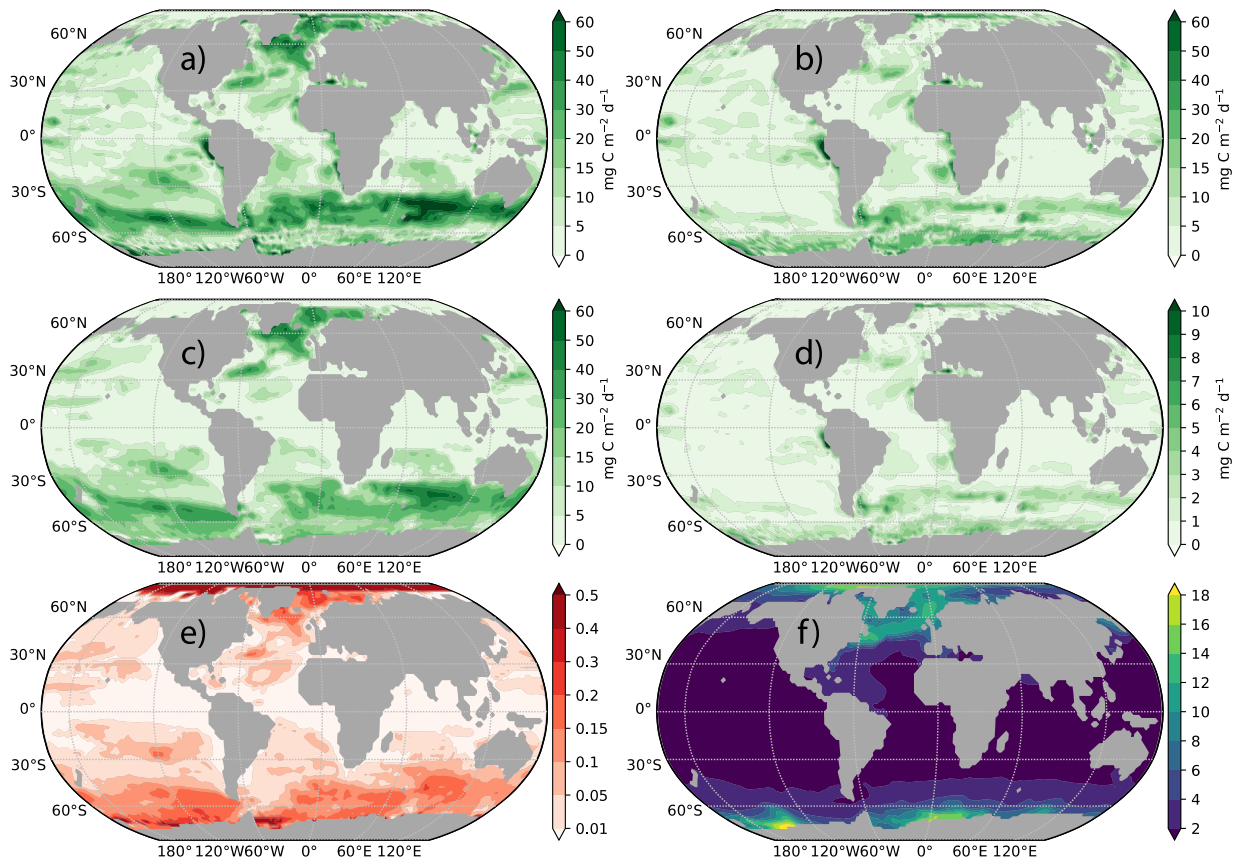 a)
60°N
30°N
0°
30°S
60°S
180° 120°W60°W 0° 60°E 120°E
60
50
40
30
20
15
10
5
0
mg C m⁻² d⁻¹
b)
60°N
30°N
0°
30°S
60°S
180° 120°W60°W 0° 60°E 120°E
60
50
40
30
20
15
10
5
0
mg C m⁻² d⁻¹
c)
60°N
30°N
0°
30°S
60°S
180° 120°W60°W 0° 60°E 120°E
60
50
40
30
20
15
10
5
0
mg C m⁻² d⁻¹
d)
60°N
30°N
0°
30°S
60°S
180° 120°W60°W 0° 60°E 120°E
10
9
8
7
6
5
4
3
2
1
0
mg C m⁻² d⁻¹
e)
60°N
30°N
0°
30°S
60°S
180° 120°W60°W 0° 60°E 120°E
0.5
0.4
0.3
0.2
0.15
0.1
0.05
0.01
f)
60°N
30°N
0°
30°S
60°S
180° 120°W60°W 0° 60°E 120°E
18
16
14
12
10
8
6
4
2